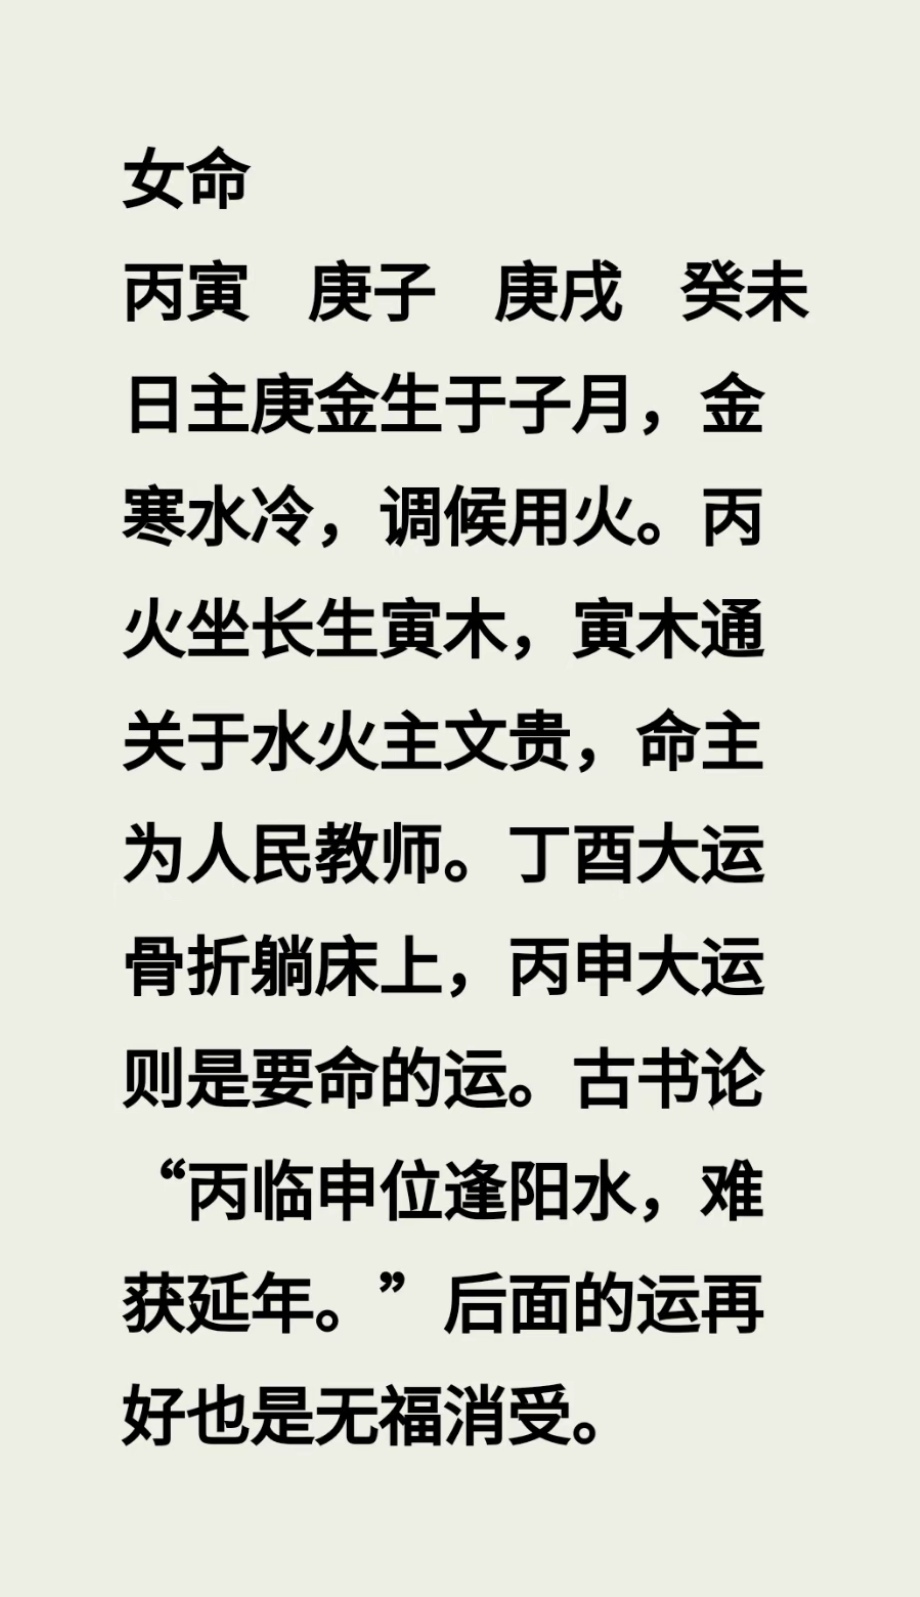 女命
丙寅　庚子　庚戌　癸未
日主庚金生于子月，金
寒水冷，调候用火。丙
火坐长生寅木，寅木通
关于水火主文贵，命主
为人民教师。丁酉大运
骨折躺床上，丙申大运
则是要命的运。古书论
“丙临申位逢阳水，难
获延年。”后面的运再
好也是无福消受。